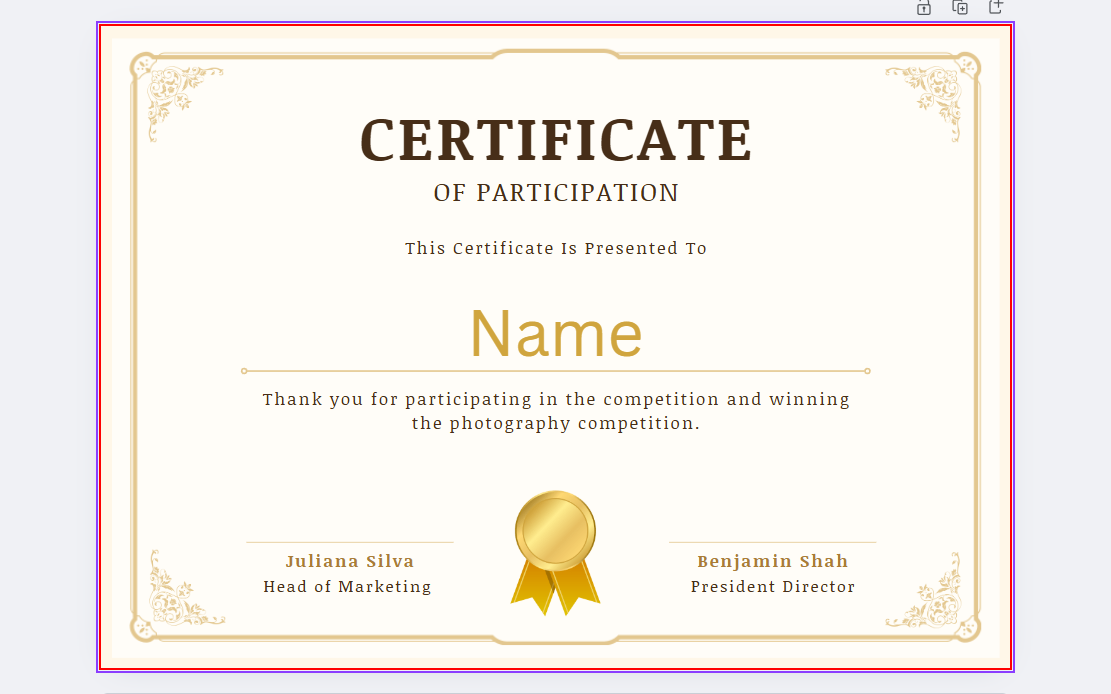 CERTIFICATE
OF PARTICIPATION
This Certificate Is Presented To
Name
Thank you for participating in the competition and winning
the photography competition.
Juliana Silva
Head of Marketing
Benjamin Shah
President Director